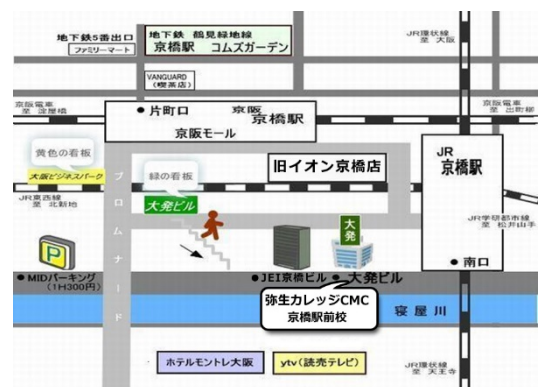 地下鉄5番出口
ファミリーマート
地下鉄 鶴見緑地線
京橋駅 コムズガーデン
JR環状線
至 大阪
VANGUARD
(喫茶店)
京阪電車
至 淀屋橋
●片町口
京阪
京橋駅
京阪モール
京阪電車
至 出町柳
黄色の看板
大阪ビジネスパーク
緑の看板
大発ビル
プロムナード
旧イオン京橋店
JR
京橋駅
JR東西線
至 北新地
JR学研都市線
至 松井山手
P
大発
●MIDパーキング
(1H300円)
●JEI京橋ビル
●大発ビル
●南口
弥生カレッジCMC
京橋駅前校
寝屋川
ホテルモントレ大阪
ytv(読売テレビ)
JR環状線
至 天王寺